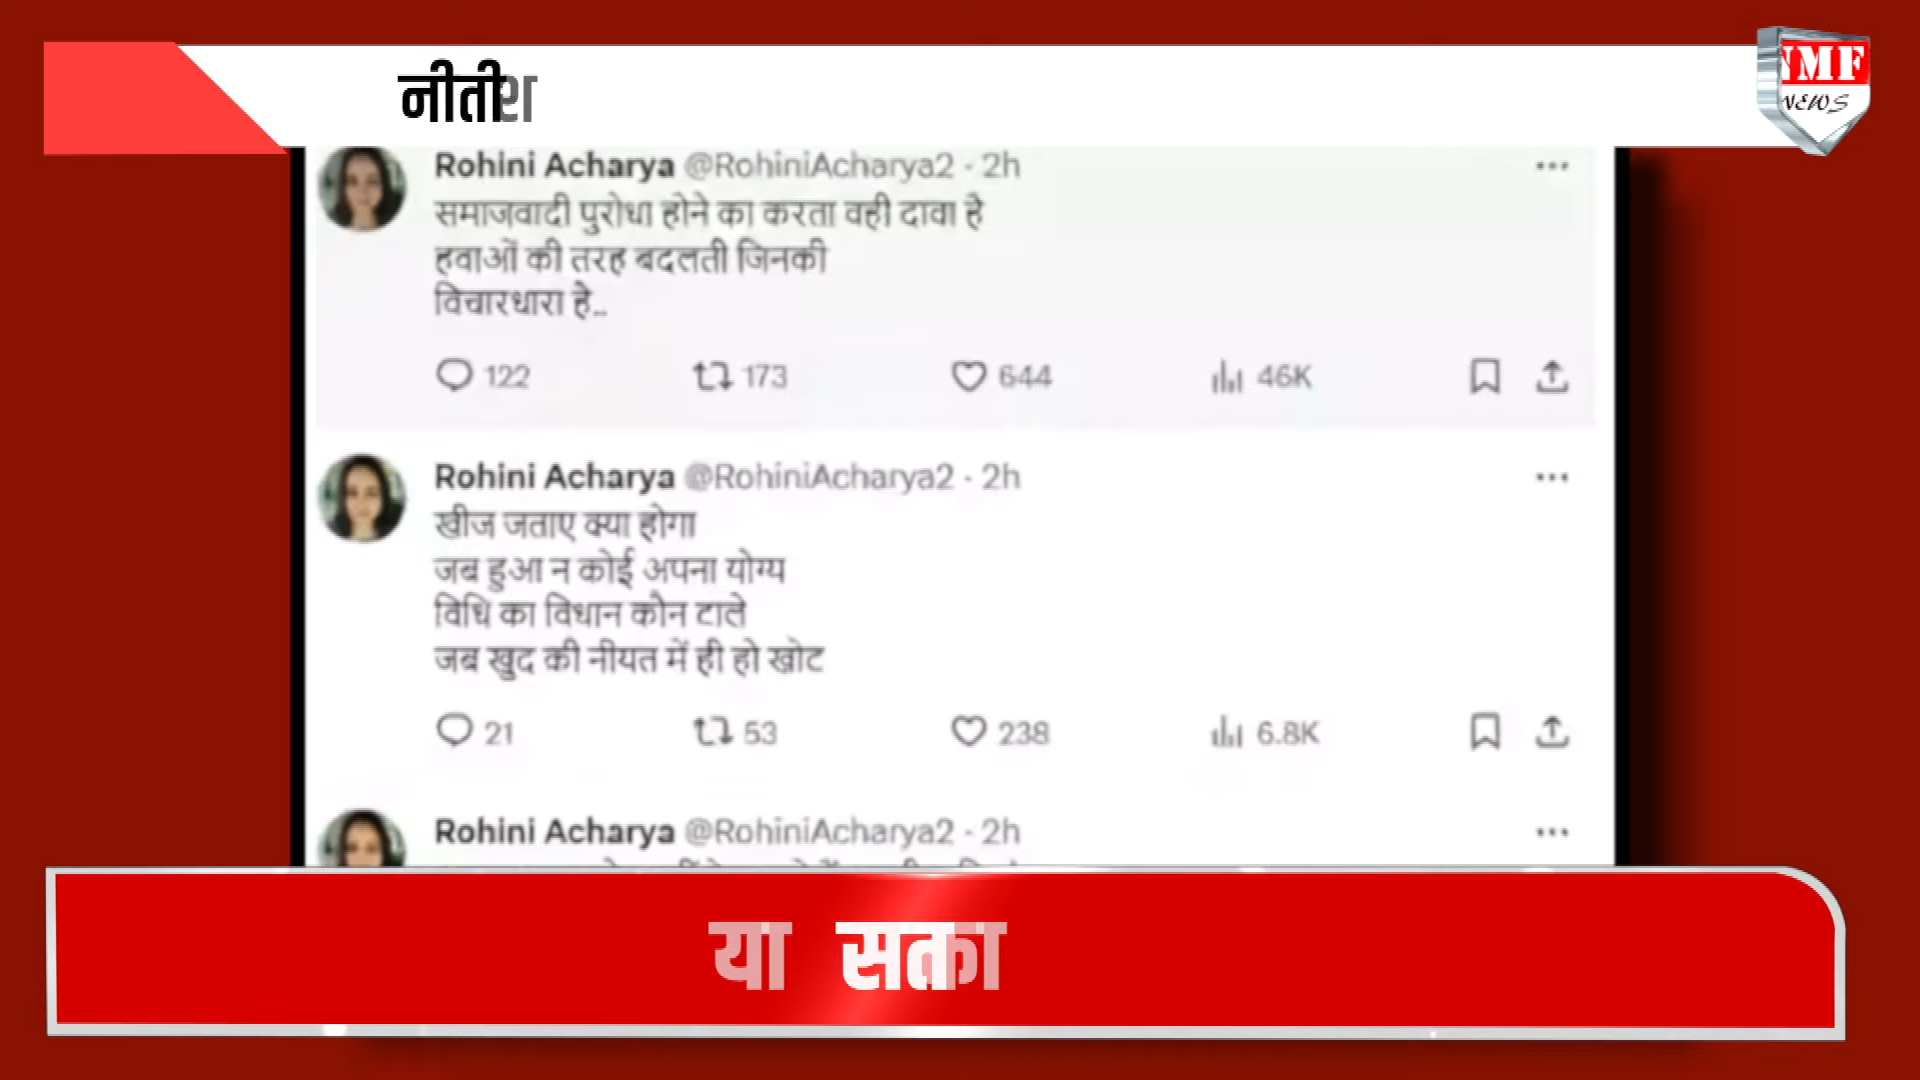 नीतीश
NMF
NEWS
Rohini Acharya @RohiniAcharya2 · 2h
समाजवादी पुरोधा होने का करता वही दावा है
हवाओं की तरह बदलती जिनकी
विचारधारा है..
122 173 644 46K
Rohini Acharya @RohiniAcharya2 · 2h
खीज जताए क्या होगा
जब हुआ न कोई अपना योग्य
विधि का विधान कौन टाले
जब खुद की नीयत में ही हो खोट
21 53 238 6.8K
Rohini Acharya @RohiniAcharya2 · 2h
या